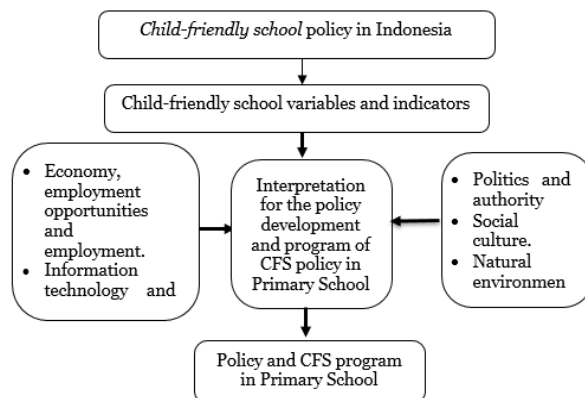 Child-friendly school policy in Indonesia
Child-friendly school variables and indicators
• Economy,
employment
opportunities
and
employment.
• Information
technology and
Interpretation
for the policy
development
and program of
CFS policy in
Primary School
• Politics and
authority
• Social
culture.
• Natural
environmen
Policy and CFS program
in Primary School